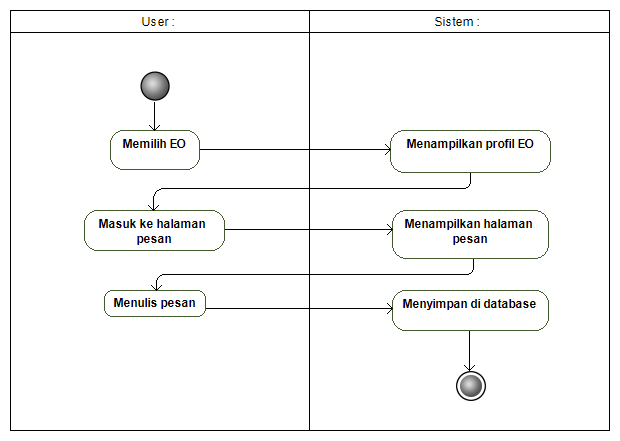 User :
Sistem :
Memilih EO
Menampilkan profil EO
Masuk ke halaman
pesan
Menampilkan halaman
pesan
Menulis pesan
Menyimpan di database